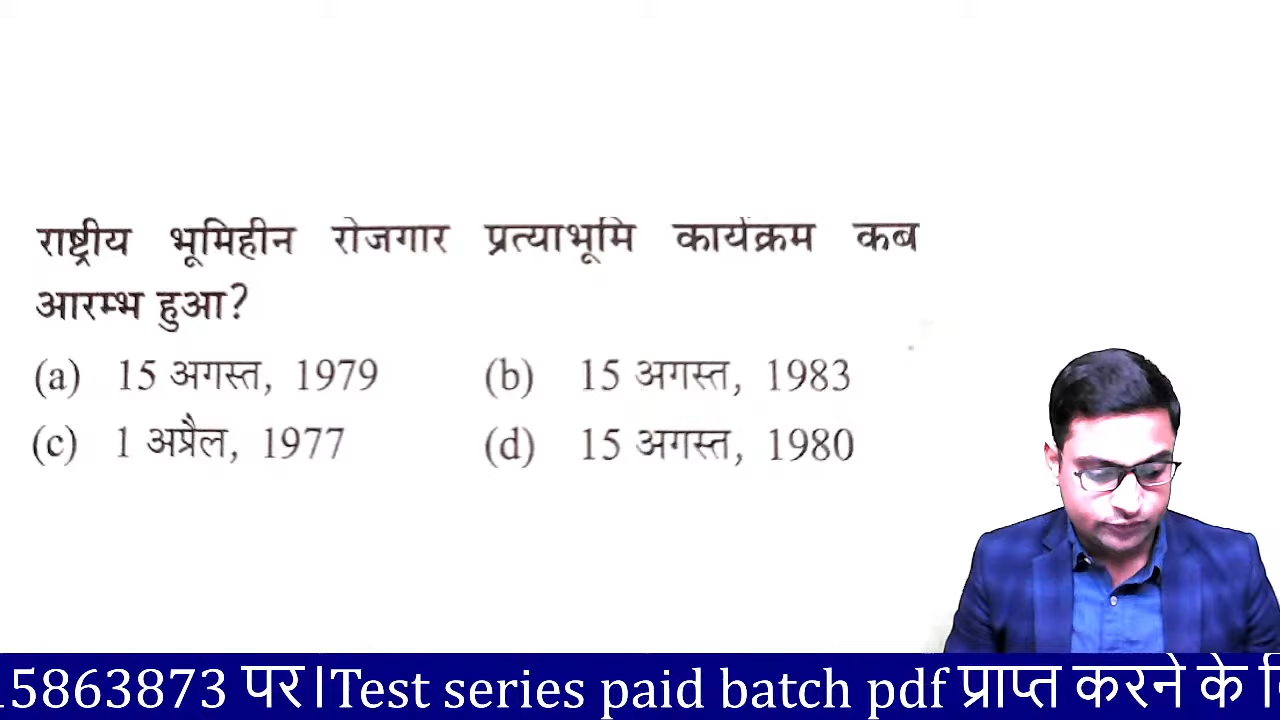 राष्ट्रीय भूमिहीन रोजगार प्रत्याभूमि कार्यक्रम कब
आरम्भ हुआ?
(a) 15 अगस्त, 1979 (b) 15 अगस्त, 1983
(c) 1 अप्रैल, 1977 (d) 15 अगस्त, 1980
15863873 पर।Test series paid batch pdf प्राप्त करने के